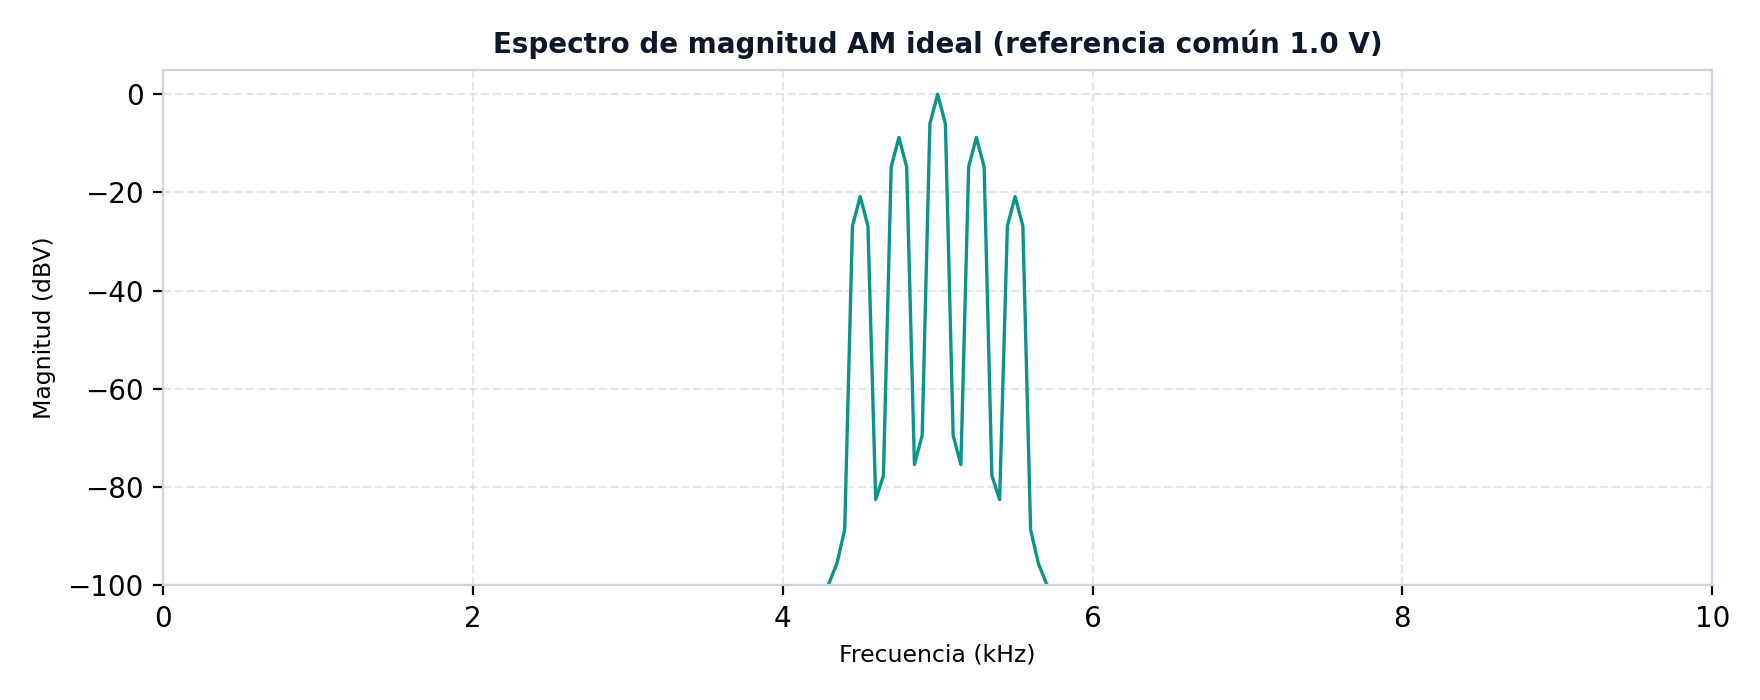 Espectro de magnitud AM ideal (referencia común 1.0 V)
Magnitud (dBV)
0
−20
−40
−60
−80
−100
0 2 4 6 8 10
Frecuencia (kHz)